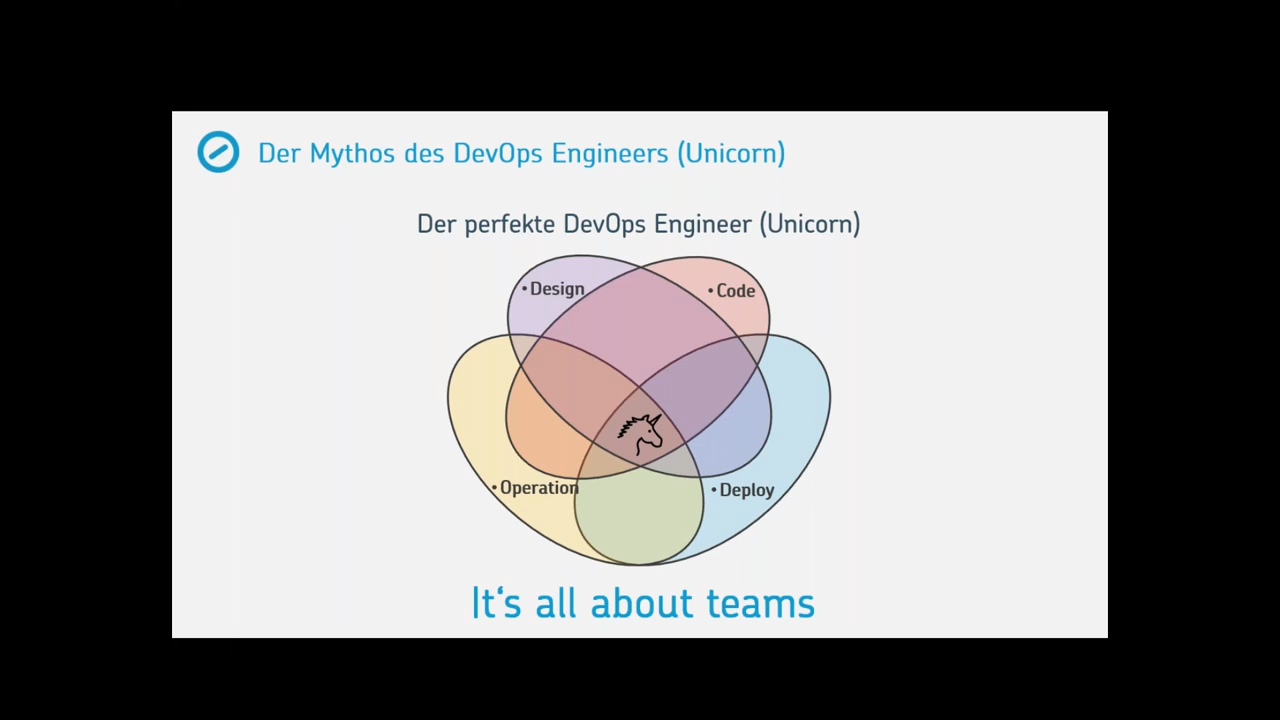 Der Mythos des DevOps Engineers (Unicorn)
Der perfekte DevOps Engineer (Unicorn)
• Design
• Code
• Operation
• Deploy
It‘s all about teams